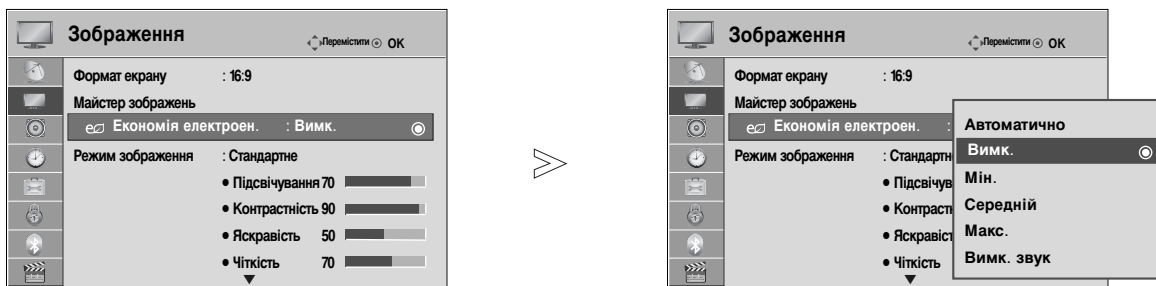 Зображення
Перемістити OK
Формат екрану : 16:9
Майстер зображень
Економія електроен. : Вимк.
Режим зображення : Стандартне
• Підсвічування 70
• Контрастність 90
• Яскравість 50
• Чіткість 70
Зображення
Перемістити OK
Формат екрану : 16:9
Майстер зображень
Економія електроен. :
Режим зображення : Стандартн
• Підсвічув
• Контраст
• Яскравіст
• Чіткість
Автоматично
Вимк.
Мін.
Середній
Макс.
Вимк. звук